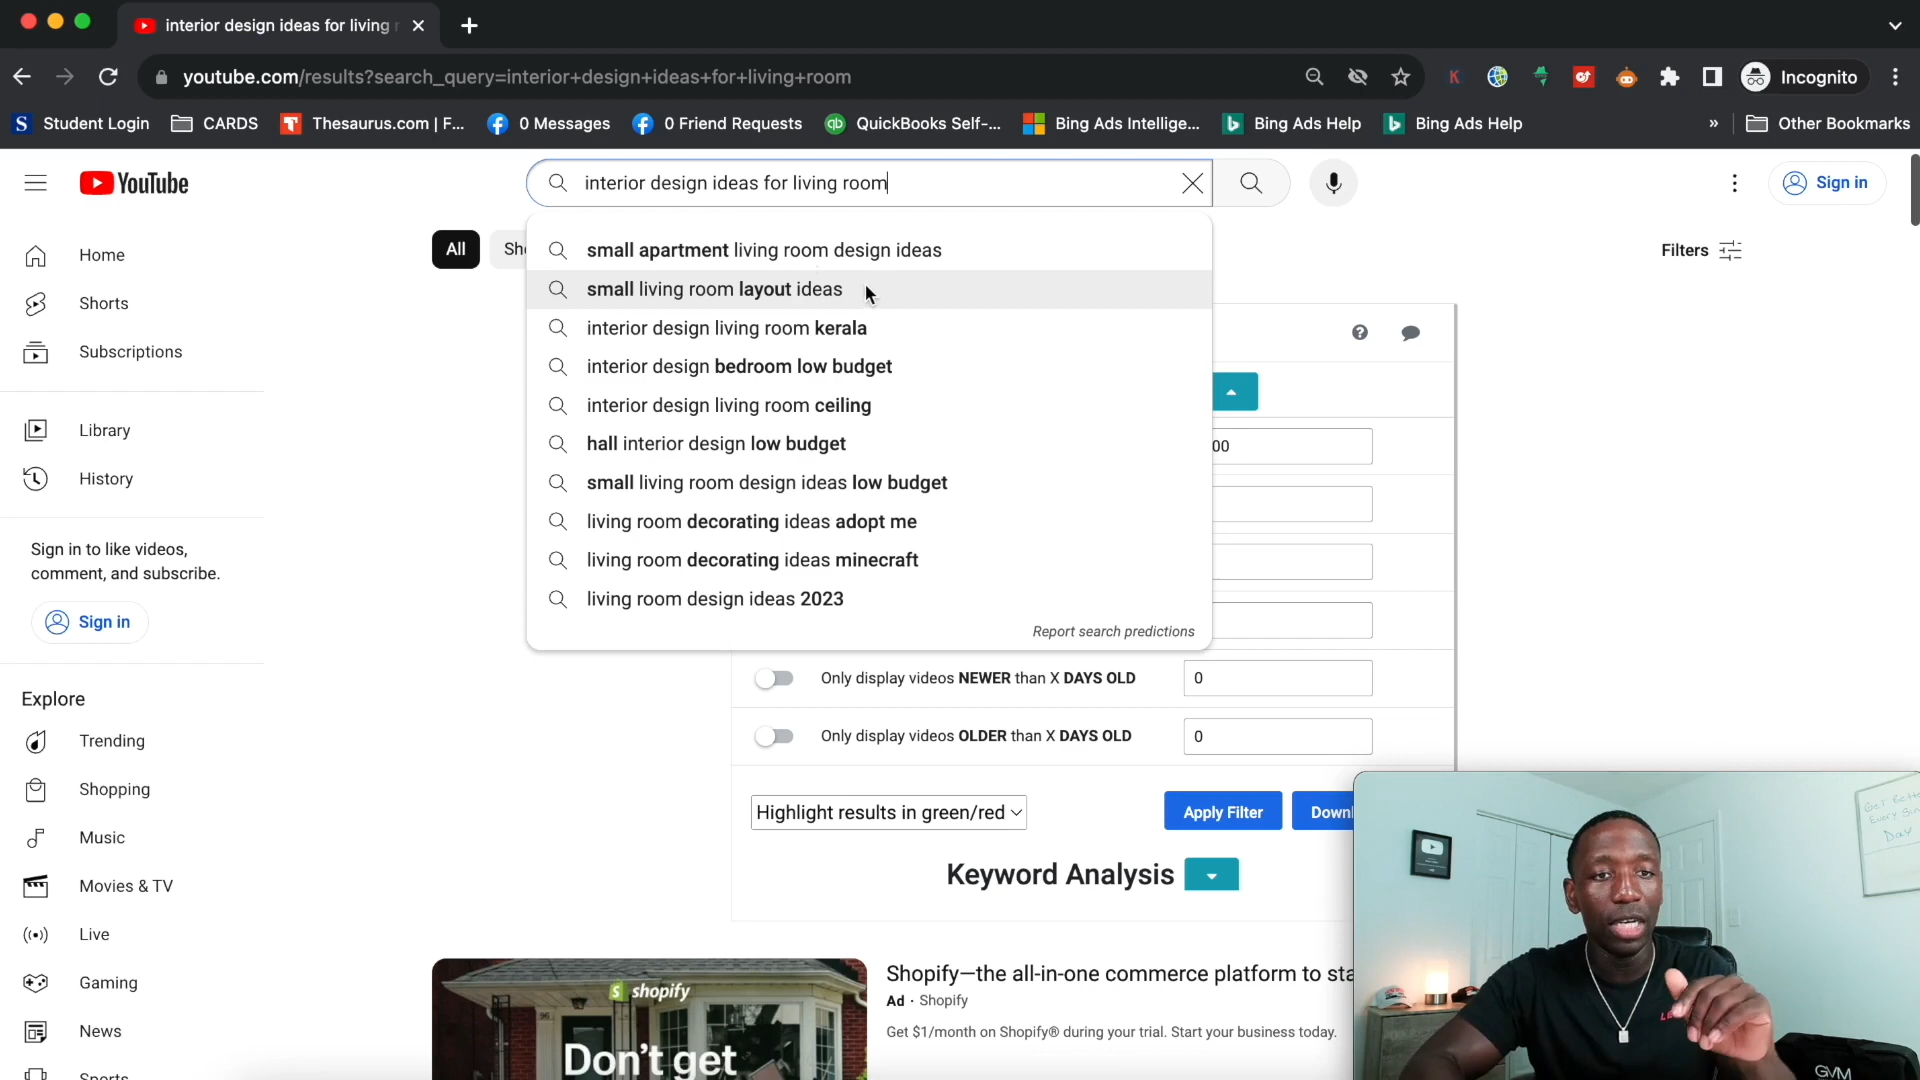 interior design ideas for living r
youtube.com/results?search_query=interior+design+ideas+for+living+room
Incognito
Student Login
CARDS
Thesaurus.com | F...
0 Messages
0 Friend Requests
QuickBooks Self-...
Bing Ads Intellige...
Bing Ads Help
Bing Ads Help
»
Other Bookmarks
YouTube
interior design ideas for living room
Sign in
Home
Shorts
Subscriptions
Library
History
Sign in to like videos,
comment, and subscribe.
Sign in
Explore
Trending
Shopping
Music
Movies & TV
Live
Gaming
News
Sports
All
Sho
Filters
small apartment living room design ideas
small living room layout ideas
interior design living room kerala
interior design bedroom low budget
interior design living room ceiling
hall interior design low budget
small living room design ideas low budget
living room decorating ideas adopt me
living room decorating ideas minecraft
living room design ideas 2023
Report search predictions
00
Only display videos NEWER than X DAYS OLD
0
Only display videos OLDER than X DAYS OLD
0
Highlight results in green/red
Apply Filter
Downl
Keyword Analysis
shopify
Don't get
Shopify—the all-in-one commerce platform to sta
Ad · Shopify
Get $1/month on Shopify® during your trial. Start your business today.
Day
GVM